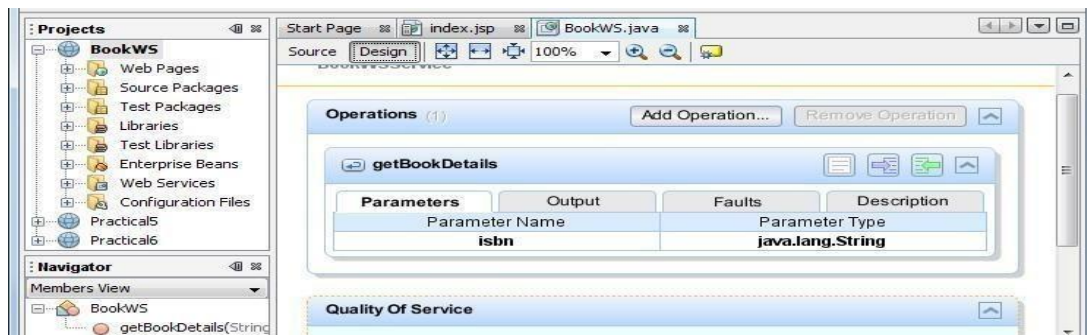 Projects
BookWS
Web Pages
Source Packages
Test Packages
Libraries
Test Libraries
Enterprise Beans
Web Services
Configuration Files
Practical5
Practical6
Navigator
Members View
BookWS
getBookDetails(String
Start Page index.jsp BookWS.java
Source Design 100%
BookWSService
Operations (1) Add Operation... Remove Operation
getBookDetails
Parameters Output Faults Description
Parameter Name Parameter Type
isbn java.lang.String
Quality Of Service